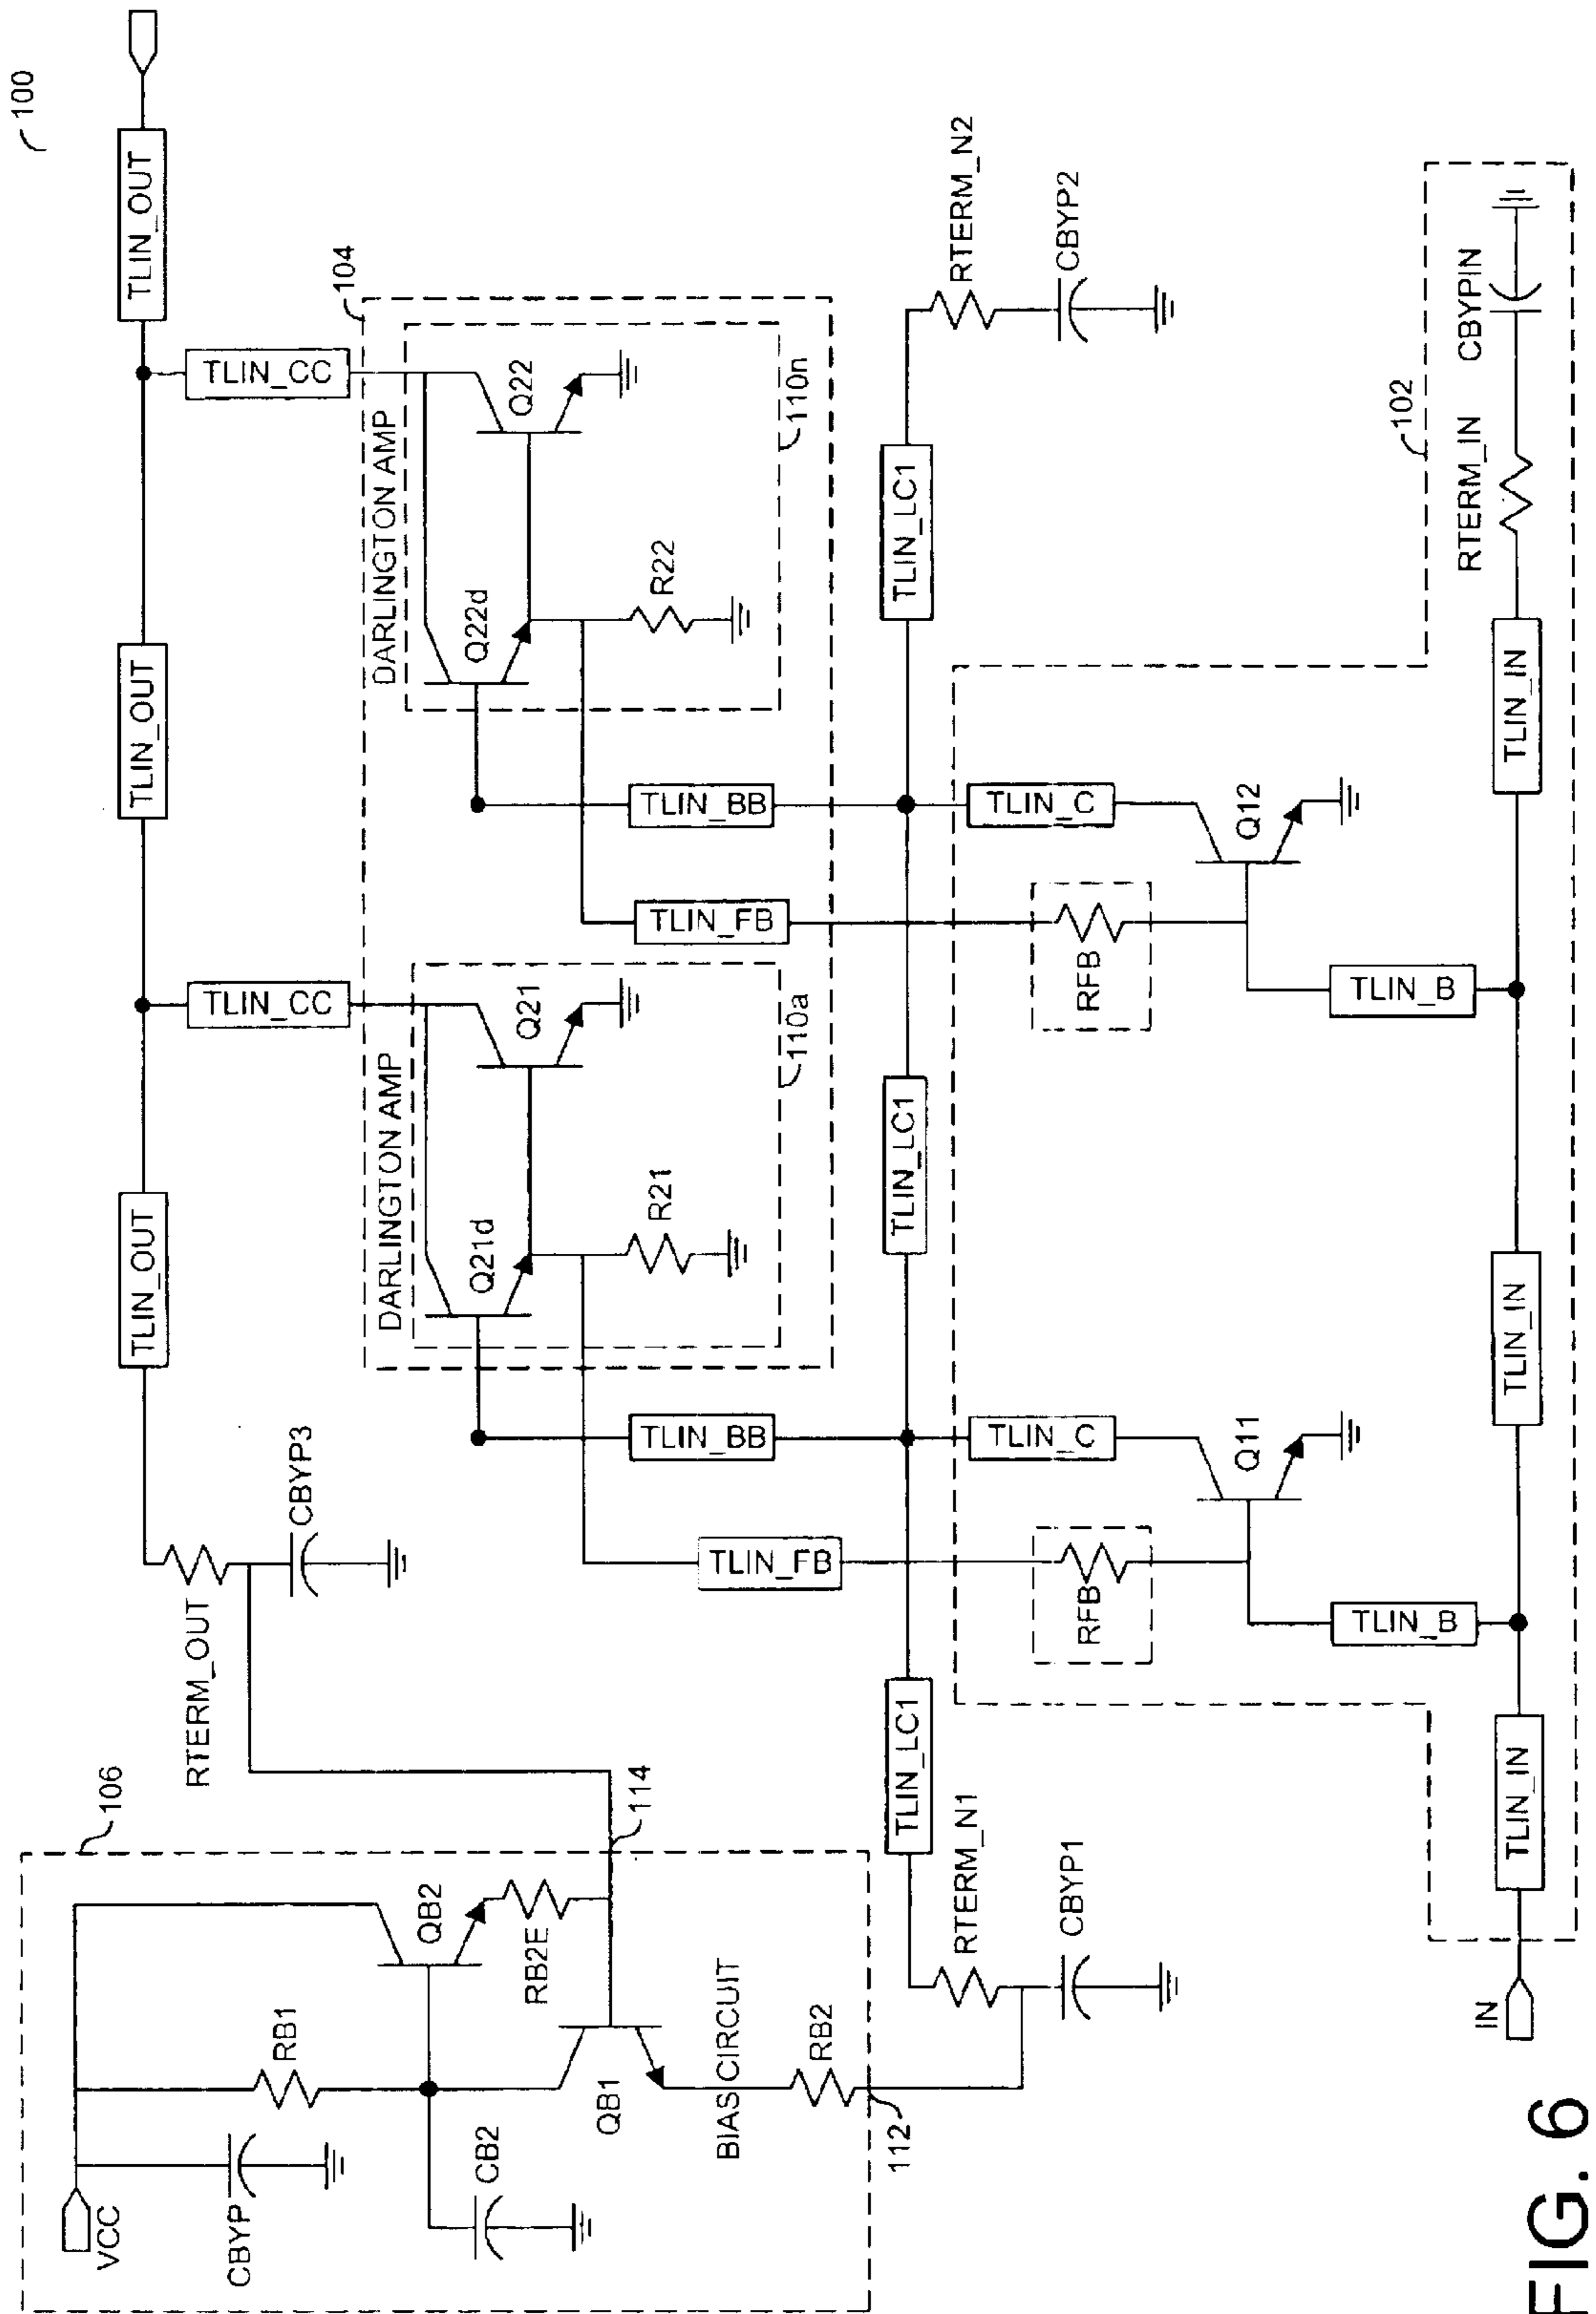 100
TLIN_OUT
TLIN_OUT
TLIN_OUT
TLIN_CC
TLIN_CC
104
DARLINGTON AMP
Q22
Q22d
R22
110n
DARLINGTON AMP
Q21
Q21d
R21
110a
RTERM_OUT
CBYP3
106
VCC
CBYP
RB1
QB2
RB2E
CB2
QB1
BIAS CIRCUIT
RB2
114
112
TLIN_BB
TLIN_FB
TLIN_BB
TLIN_FB
TLIN_LC1
TLIN_LC1
TLIN_LC1
RTERM_N1
CBYP1
RTERM_N2
CBYP2
TLIN_C
Q12
RFB
TLIN_B
TLIN_C
Q11
RFB
TLIN_B
102
RTERM_IN
CBYPIN
TLIN_IN
TLIN_IN
TLIN_IN
IN
FIG. 6